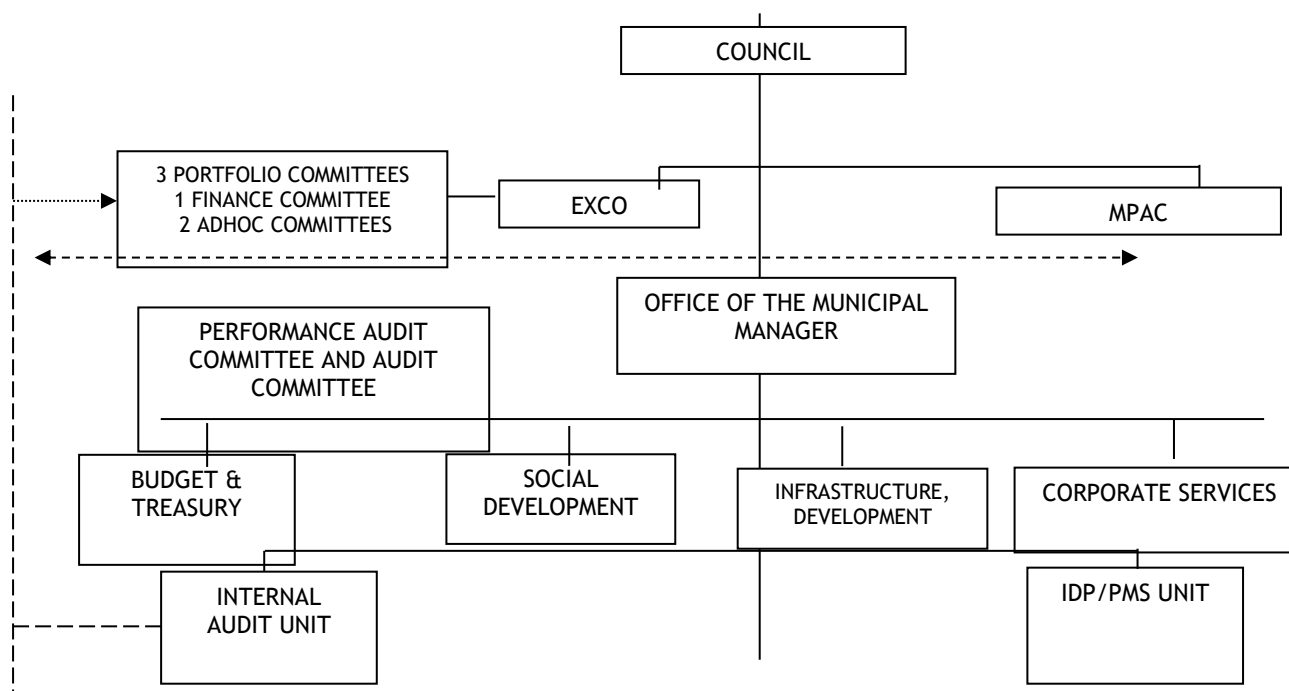 COUNCIL
3 PORTFOLIO COMMITTEES
1 FINANCE COMMITTEE
2 ADHOC COMMITTEES
EXCO
MPAC
OFFICE OF THE MUNICIPAL
MANAGER
PERFORMANCE AUDIT
COMMITTEE AND AUDIT
COMMITTEE
BUDGET &
TREASURY
SOCIAL
DEVELOPMENT
INFRASTRUCTURE,
DEVELOPMENT
CORPORATE SERVICES
INTERNAL
AUDIT UNIT
IDP/PMS UNIT